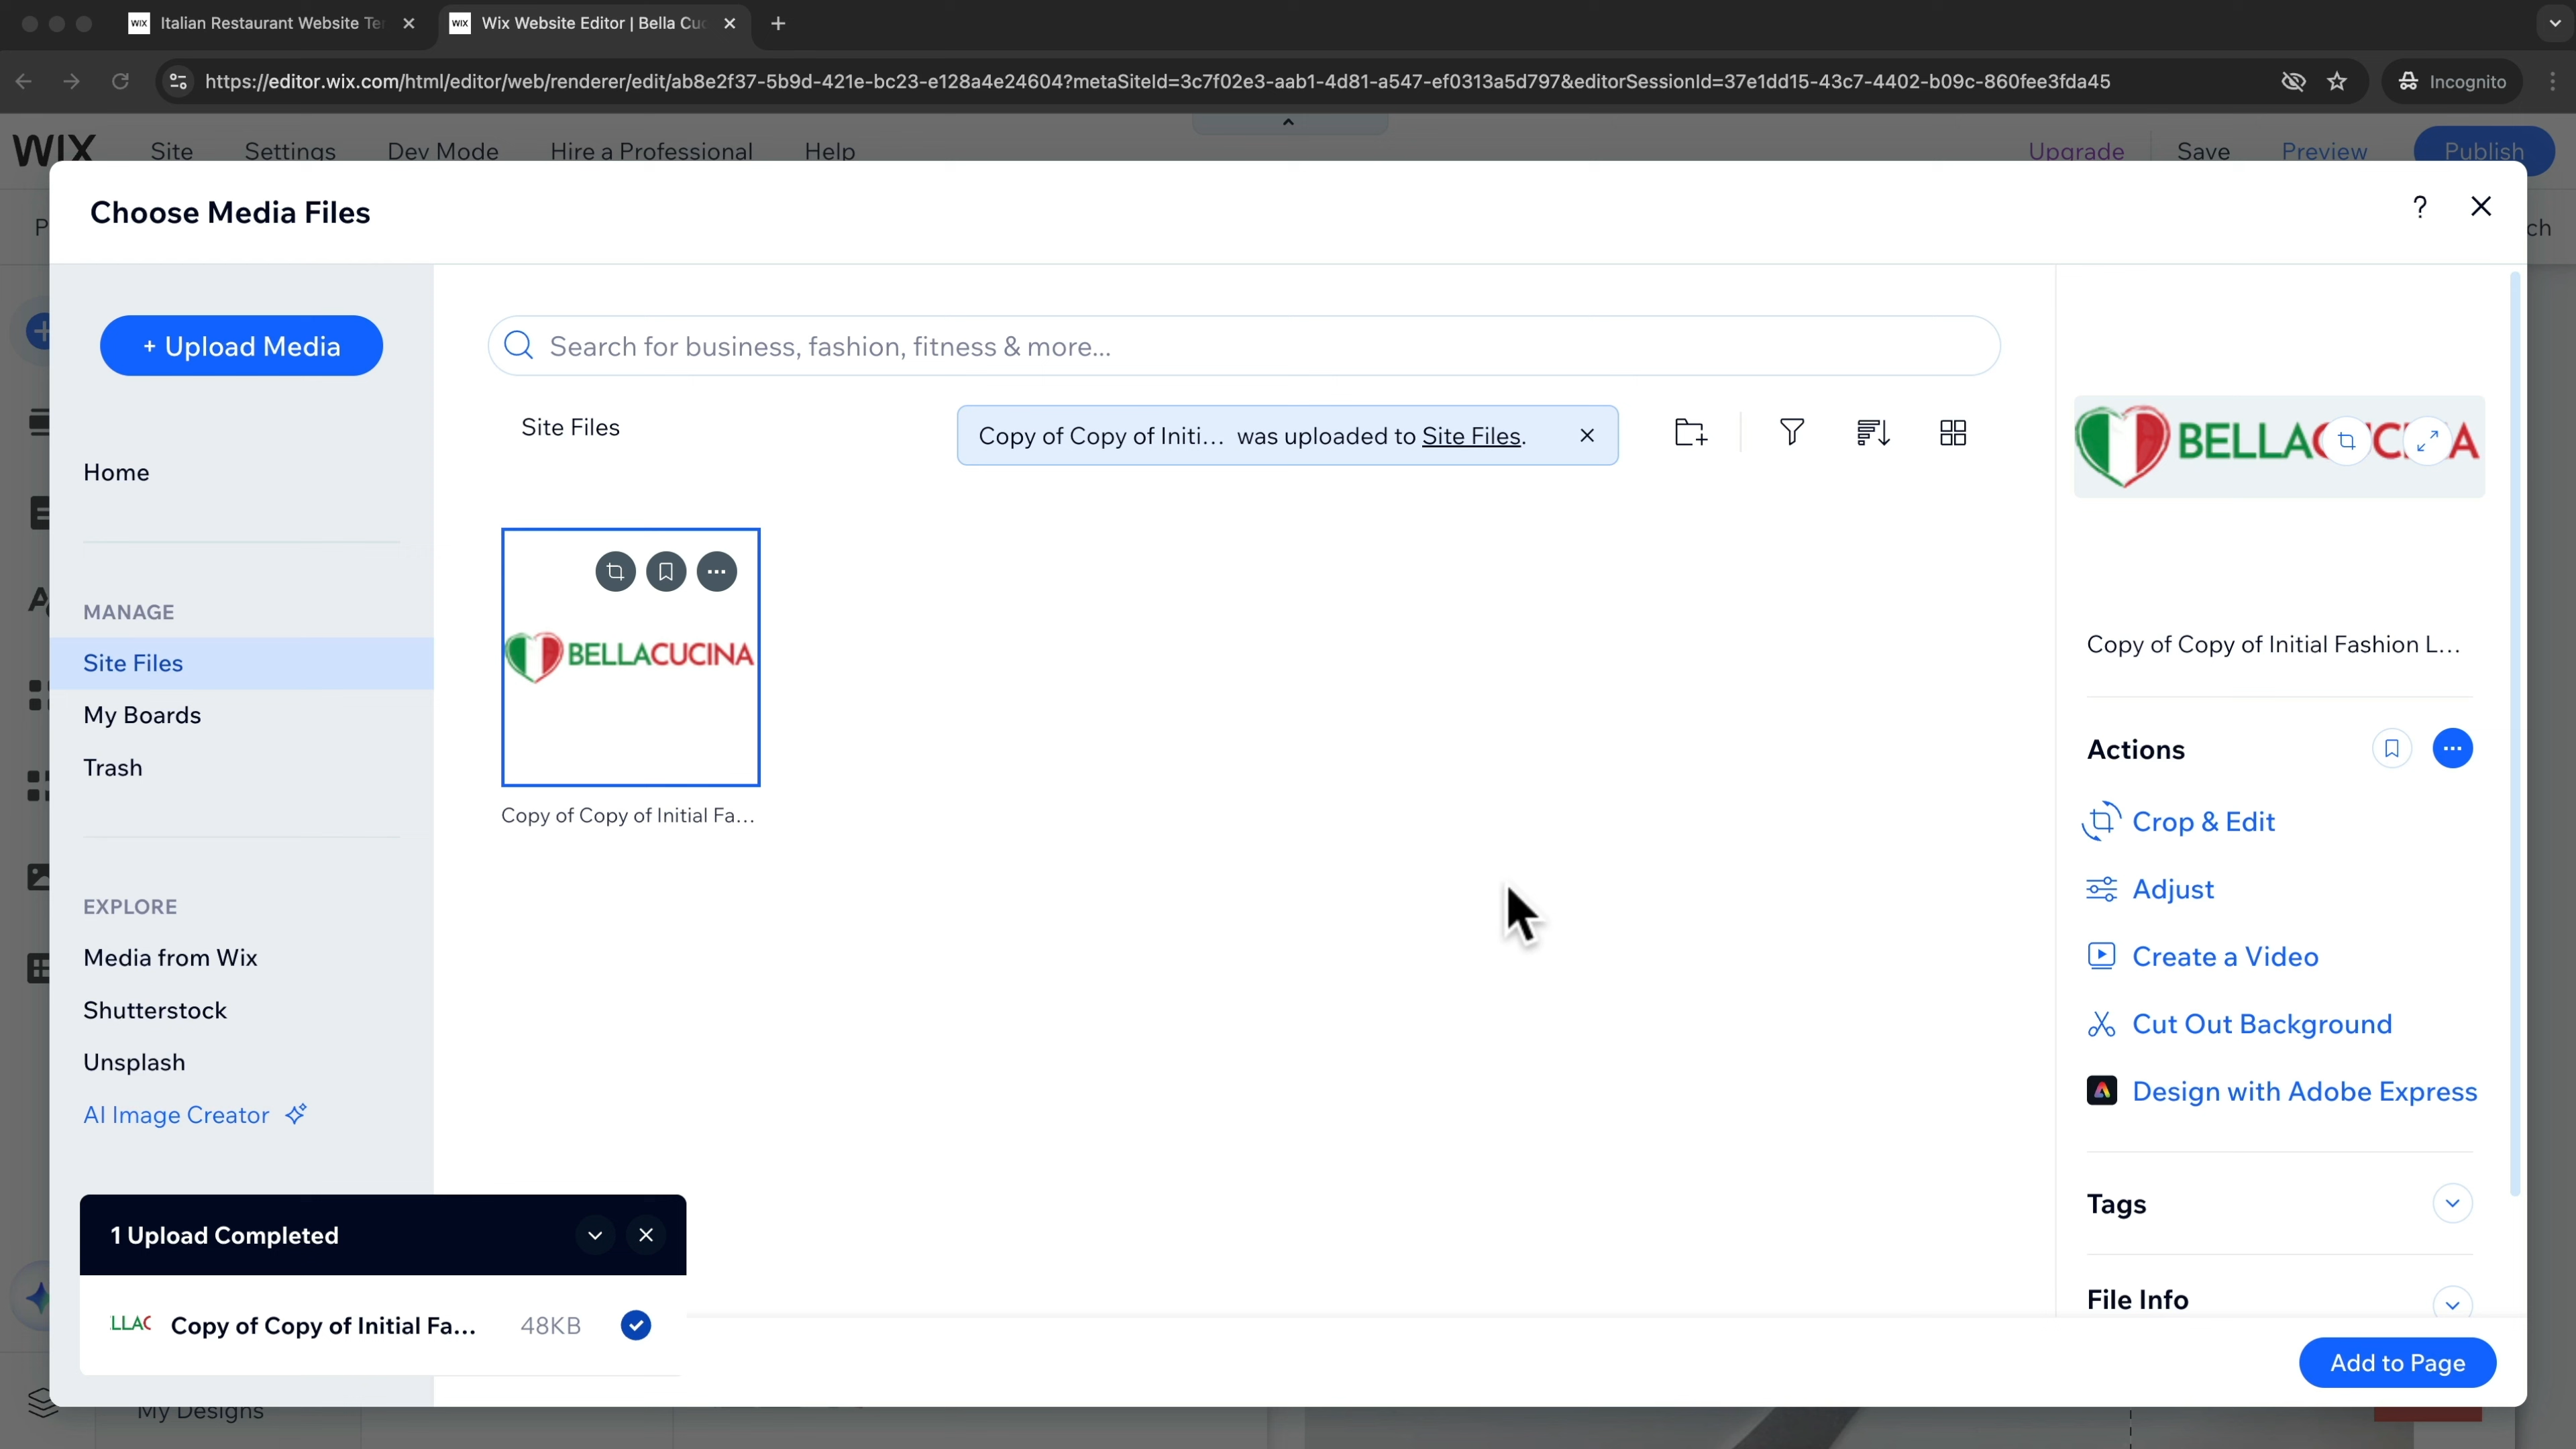 Italian Restaurant Website Ter
Wix Website Editor | Bella Cuc
https://editor.wix.com/html/editor/web/renderer/edit/ab8e2f37-5b9d-421e-bc23-e128a4e24604?metaSiteId=3c7f02e3-aab1-4d81-a547-ef0313a5d797&editorSessionId=37e1dd15-43c7-4402-b09c-860fee3fda45
Incognito
WIX Site Settings Dev Mode Hire a Professional Help Upgrade Save Preview Publish
Choose Media Files
?
+ Upload Media
Search for business, fashion, fitness & more...
Site Files
Copy of Copy of Initi... was uploaded to Site Files.
Home
MANAGE
Site Files
My Boards
Trash
EXPLORE
Media from Wix
Shutterstock
Unsplash
AI Image Creator
BELLACUCINA
Copy of Copy of Initial Fa...
Copy of Copy of Initial Fashion L...
Actions
Crop & Edit
Adjust
Create a Video
Cut Out Background
Design with Adobe Express
Tags
File Info
1 Upload Completed
LLAC Copy of Copy of Initial Fa... 48KB
Add to Page
My Designs